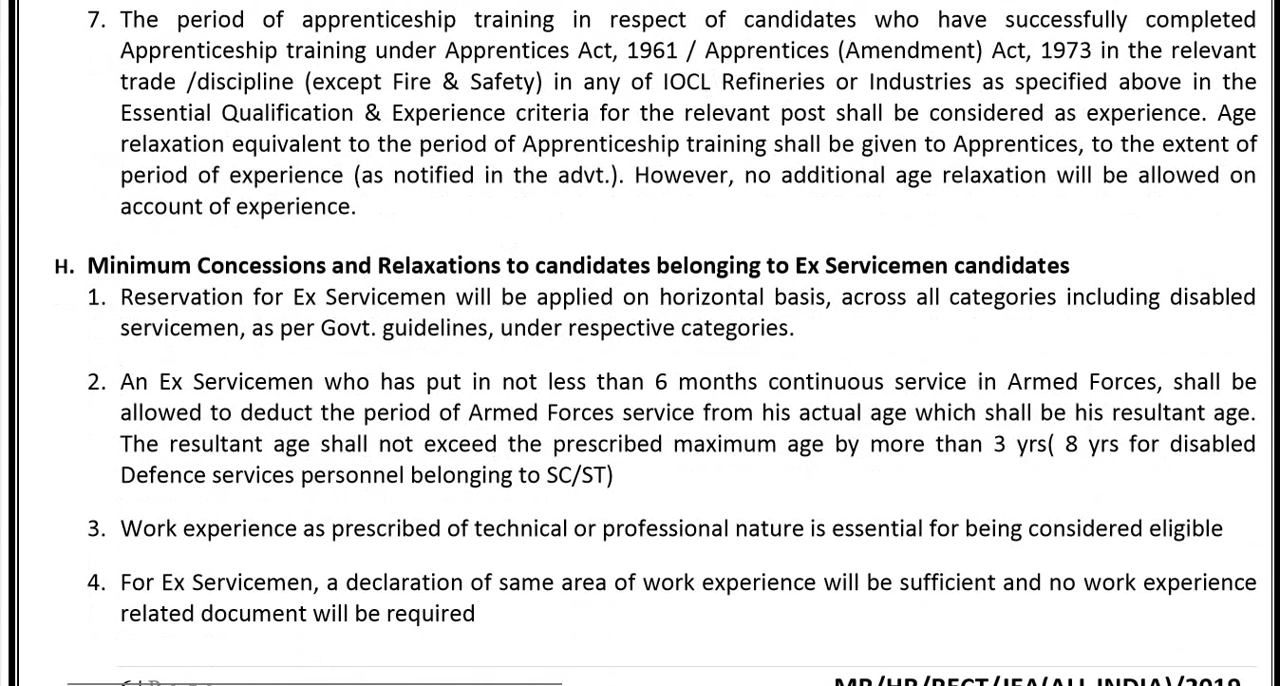 7. The period of apprenticeship training in respect of candidates who have successfully completed
Apprenticeship training under Apprentices Act, 1961 / Apprentices (Amendment) Act, 1973 in the relevant
trade /discipline (except Fire & Safety) in any of IOCL Refineries or Industries as specified above in the
Essential Qualification & Experience criteria for the relevant post shall be considered as experience. Age
relaxation equivalent to the period of Apprenticeship training shall be given to Apprentices, to the extent of
period of experience (as notified in the advt.). However, no additional age relaxation will be allowed on
account of experience.
H. Minimum Concessions and Relaxations to candidates belonging to Ex Servicemen candidates
1. Reservation for Ex Servicemen will be applied on horizontal basis, across all categories including disabled
servicemen, as per Govt. guidelines, under respective categories.
2. An Ex Servicemen who has put in not less than 6 months continuous service in Armed Forces, shall be
allowed to deduct the period of Armed Forces service from his actual age which shall be his resultant age.
The resultant age shall not exceed the prescribed maximum age by more than 3 yrs( 8 yrs for disabled
Defence services personnel belonging to SC/ST)
3. Work experience as prescribed of technical or professional nature is essential for being considered eligible
4. For Ex Servicemen, a declaration of same area of work experience will be sufficient and no work experience
related document will be required
MR/HR/RECT/JEA(ALL INDIA)/2019